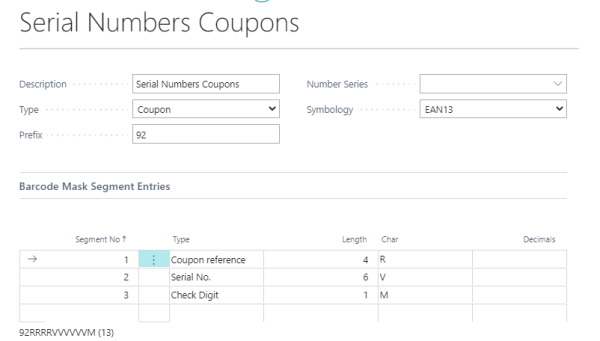 Serial Numbers Coupons
Description Serial Numbers Coupons Number Series
Type Coupon Symbology EAN13
Prefix 92
Barcode Mask Segment Entries
Segment No ↑ Type Length Char Decimals
→ 1 ⋮ Coupon reference 4 R
2 Serial No. 6 V
3 Check Digit 1 M
92RRRRVVVVVVM (13)